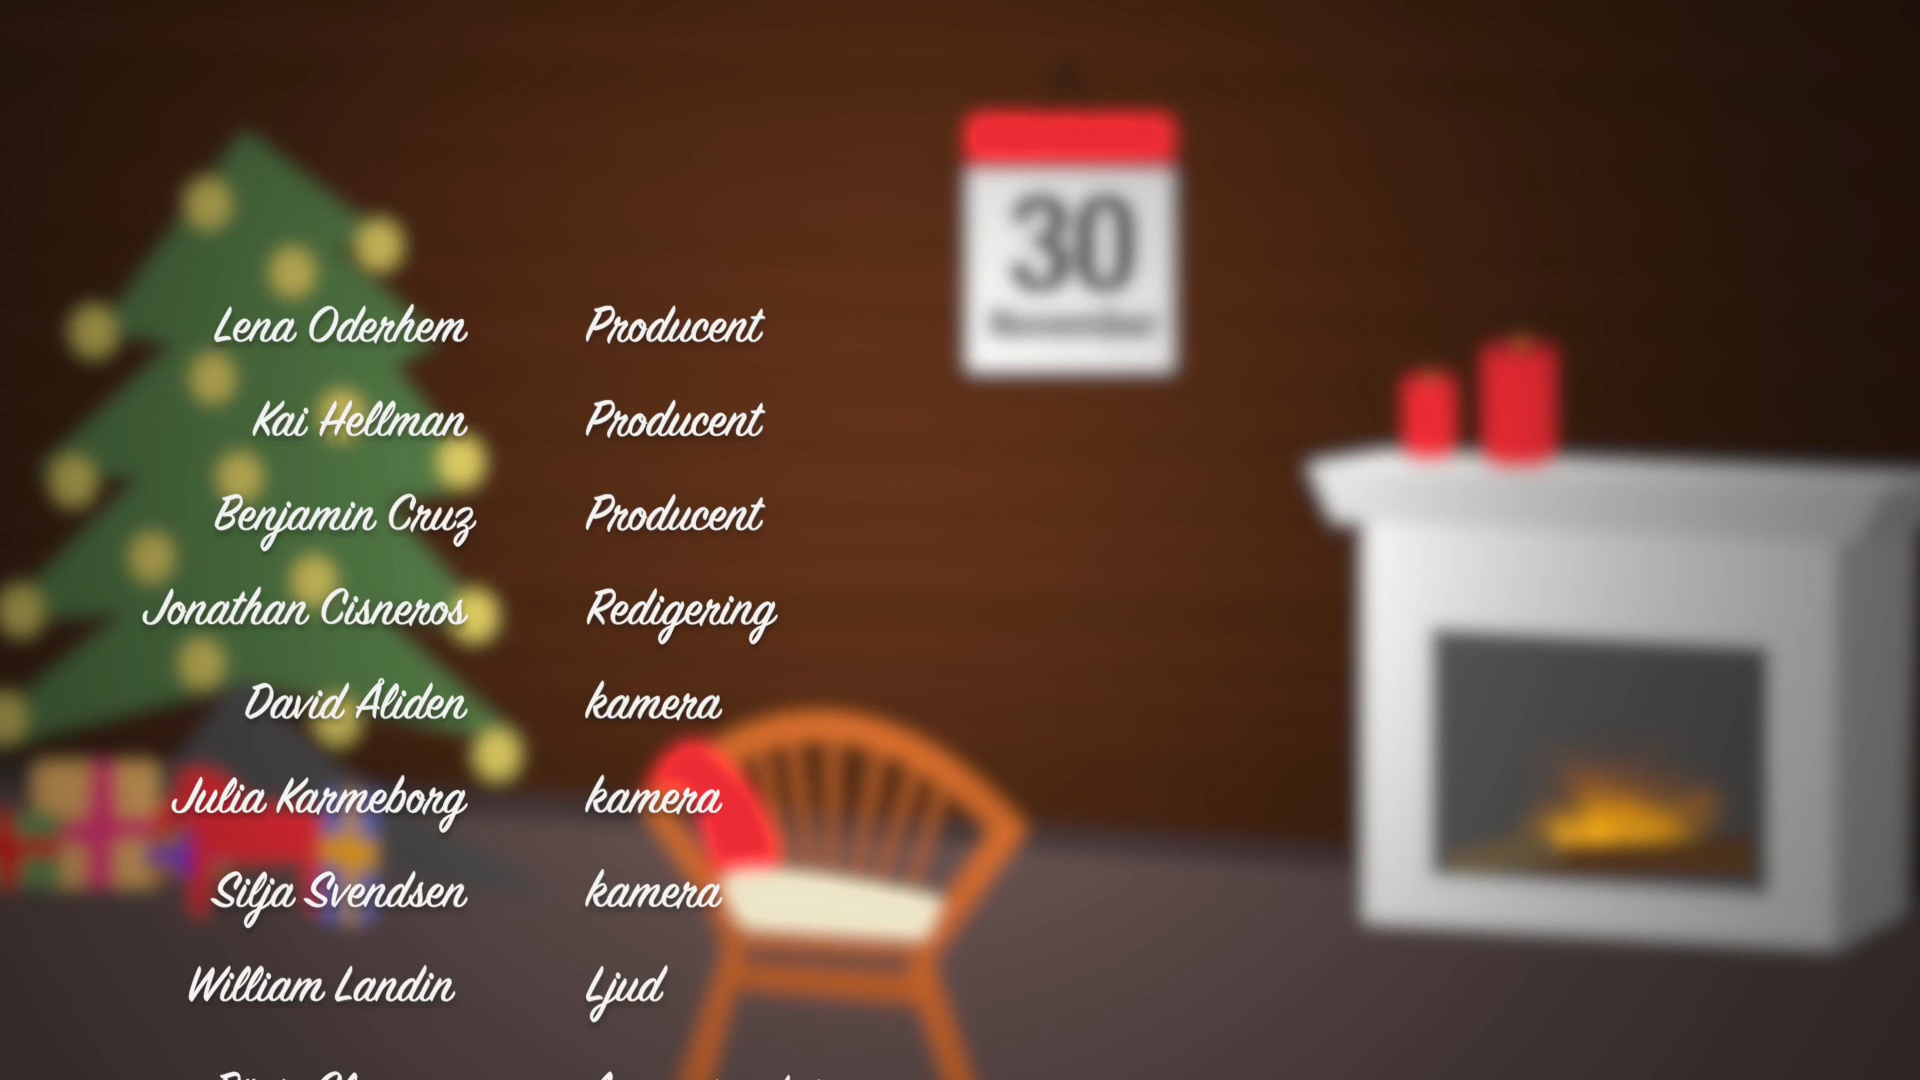 30
November
Lena Oderhem Producent
Kai Hellman Producent
Benjamin Cruz Producent
Jonathan Cisneros Redigering
David Åliden kamera
Julia Karmeborg kamera
Silja Svendsen kamera
William Landin Ljud